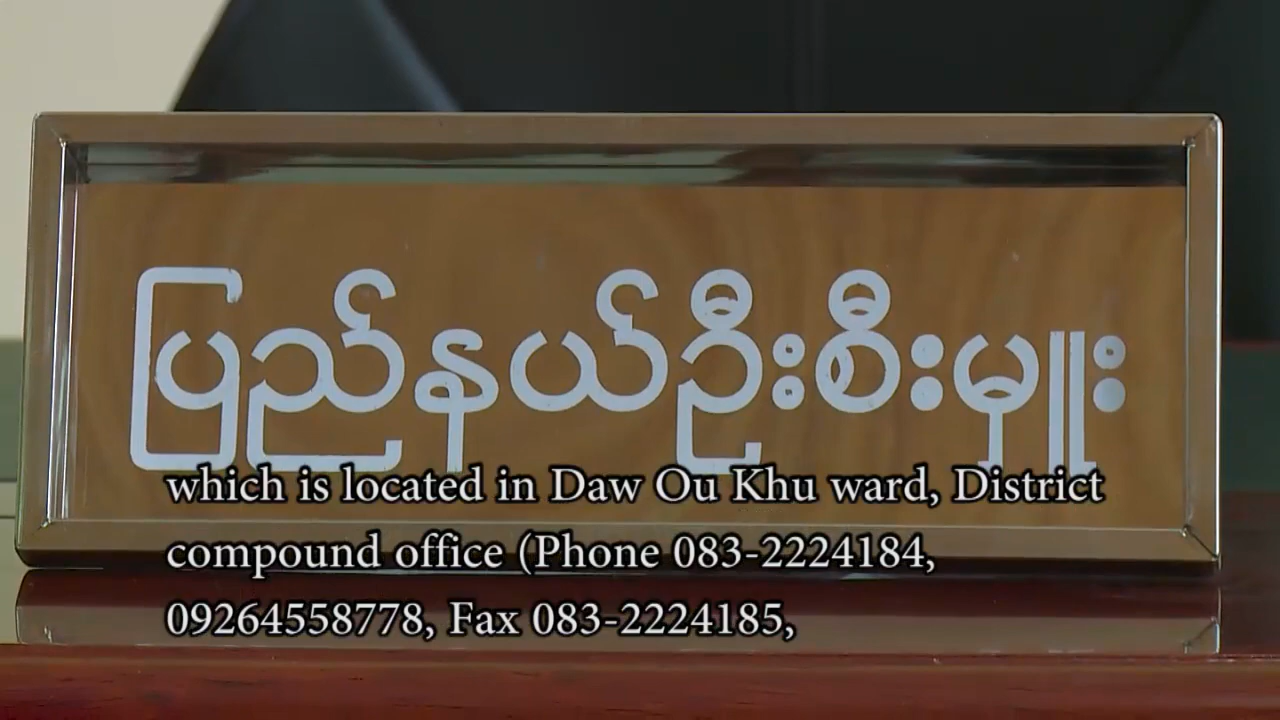 ပြည်နယ်ဦးစီးမှူး
which is located in Daw Ou Khu ward, District
compound office (Phone 083-2224184,
09264558778, Fax 083-2224185,